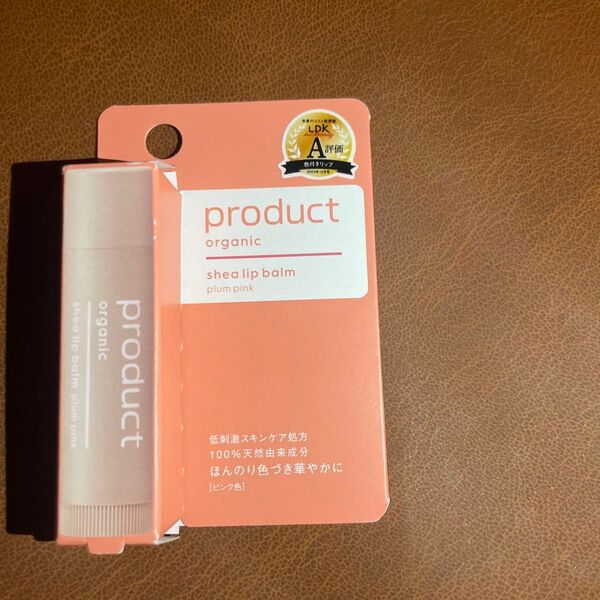 LDK
A評価
色付きリップ
product
organic
shea lip balm
plum pink
低刺激スキンケア処方
100%天然由来成分
ほんのり色づき華やかに
[ピンク色]
product
organic
shea lip balm plum pink